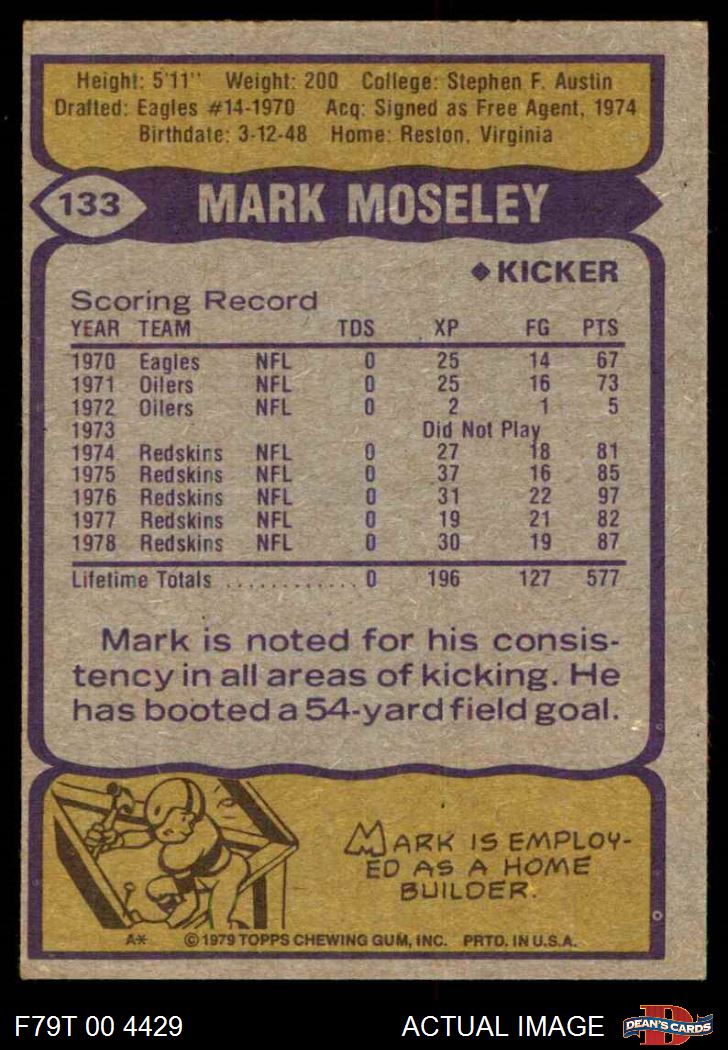 Height: 5'11" Weight: 200 College: Stephen F. Austin
Drafted: Eagles #14-1970 Acq: Signed as Free Agent, 1974
Birthdate: 3-12-48 Home: Reston, Virginia
133 MARK MOSELEY
◆KICKER
Scoring Record
YEAR TEAM TDS XP FG PTS
1970 Eagles NFL 0 25 14 67
1971 Oilers NFL 0 25 16 73
1972 Oilers NFL 0 2 1 5
1973 Did Not Play
1974 Redskins NFL 0 27 18 81
1975 Redskins NFL 0 37 16 85
1976 Redskins NFL 0 31 22 97
1977 Redskins NFL 0 19 21 82
1978 Redskins NFL 0 30 19 87
Lifetime Totals ............ 0 196 127 577
Mark is noted for his consis-
tency in all areas of kicking. He
has booted a 54-yard field goal.
MARK IS EMPLOY-
ED AS A HOME
BUILDER.
A* ©1979 TOPPS CHEWING GUM, INC. PRTD. IN U.S.A.
F79T 00 4429 ACTUAL IMAGE D DEAN'S CARDS